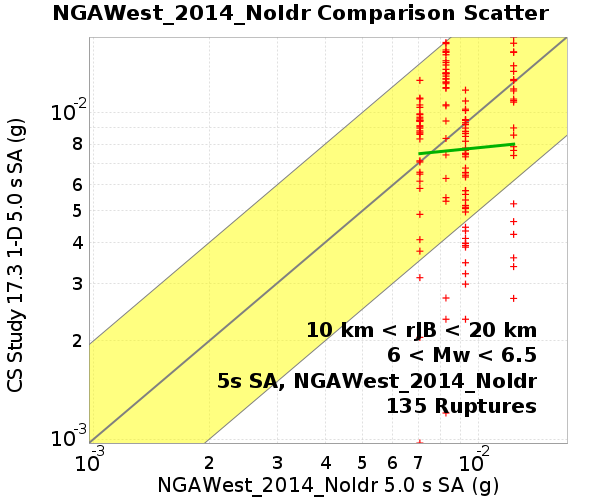 NGAWest_2014_NoIdr Comparison Scatter
CS Study 17.3 1-D 5.0 s SA (g)
10⁻²
8
6
5
4
3
2
10⁻³
10 km < rJB < 20 km
6 < Mw < 6.5
5s SA, NGAWest_2014_NoIdr
135 Ruptures
10⁻³ 2 3 4 5 6 7 10⁻²
NGAWest_2014_NoIdr 5.0 s SA (g)